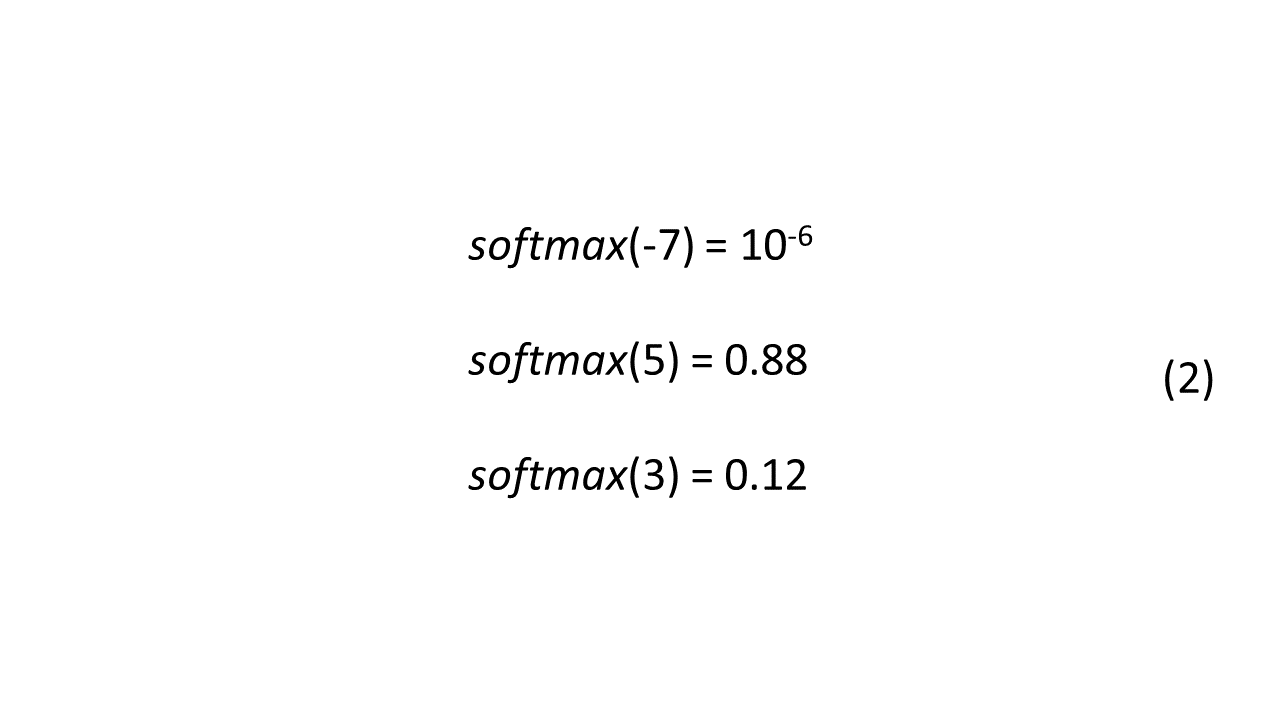 softmax(-7) = 10⁻⁶
softmax(5) = 0.88
(2)
softmax(3) = 0.12